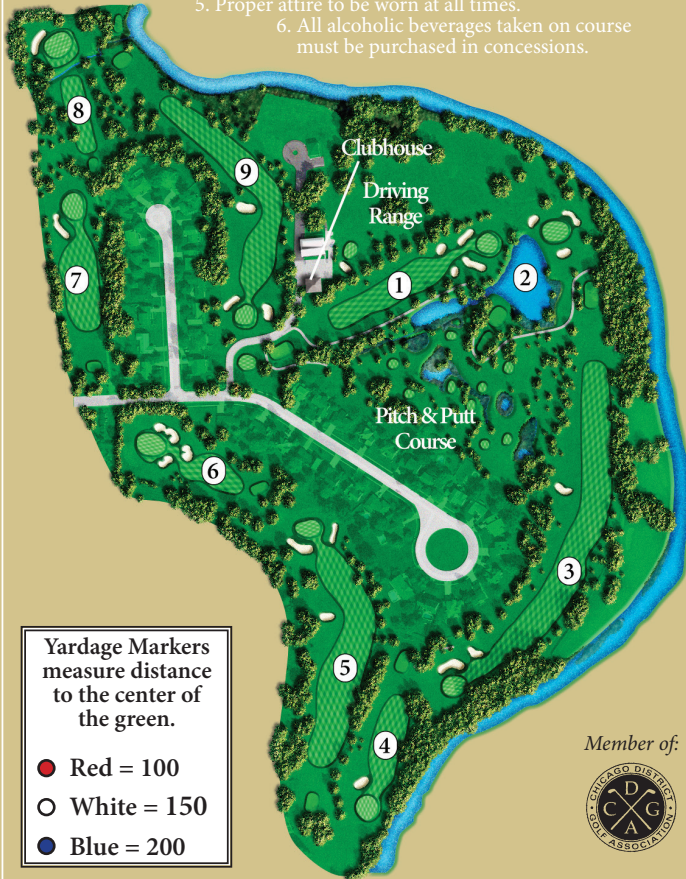 5. Proper attire to be worn at all times.
6. All alcoholic beverages taken on course
must be purchased in concessions.
8
9
Clubhouse
Driving
Range
7
1
2
Pitch & Putt
Course
6
3
5
4
Yardage Markers
measure distance
to the center of
the green.
Red = 100
White = 150
Blue = 200
Member of:
CHICAGO DISTRICT
GOLF ASSOCIATION
C D G A